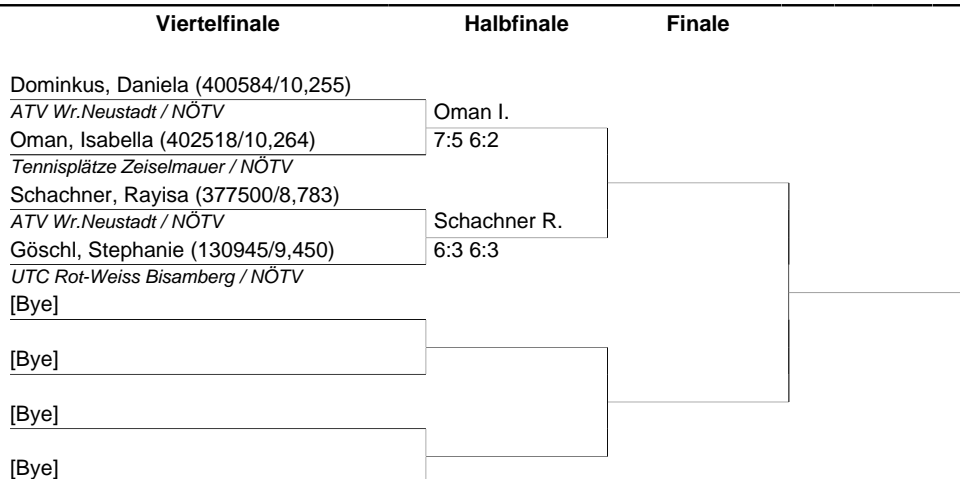 Viertelfinale Halbfinale Finale
Dominkus, Daniela (400584/10,255)
ATV Wr.Neustadt / NÖTV
Oman I.
Oman, Isabella (402518/10,264)
7:5 6:2
Tennisplätze Zeiselmauer / NÖTV
Schachner, Rayisa (377500/8,783)
ATV Wr.Neustadt / NÖTV
Schachner R.
Göschl, Stephanie (130945/9,450)
6:3 6:3
UTC Rot-Weiss Bisamberg / NÖTV
[Bye]
[Bye]
[Bye]
[Bye]